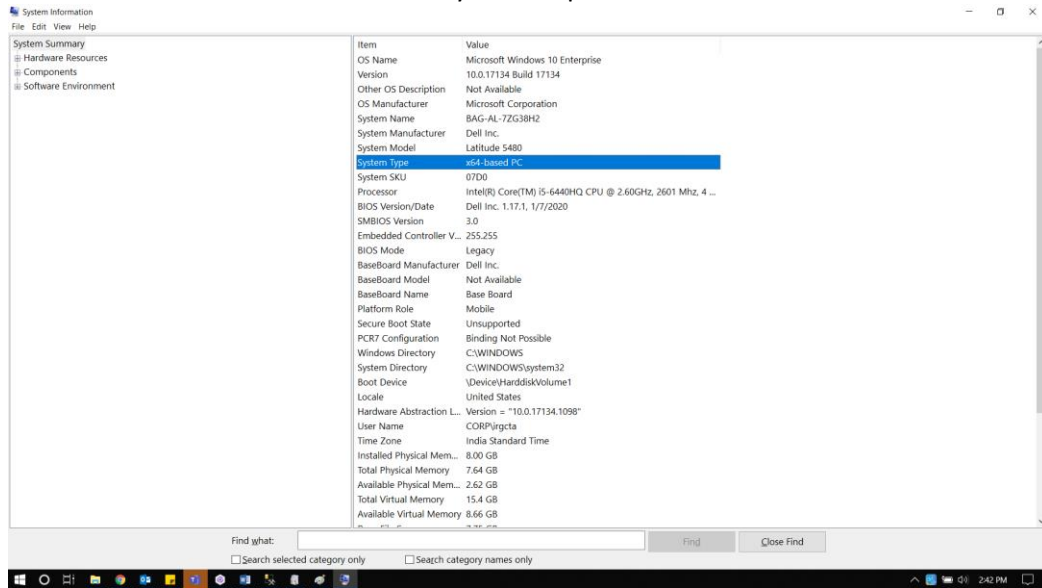 System Information
File Edit View Help
System Summary
Hardware Resources
Components
Software Environment
Item Value
OS Name Microsoft Windows 10 Enterprise
Version 10.0.17134 Build 17134
Other OS Description Not Available
OS Manufacturer Microsoft Corporation
System Name BAG-AL-7ZG38H2
System Manufacturer Dell Inc.
System Model Latitude 5480
System Type x64-based PC
System SKU 07D0
Processor Intel(R) Core(TM) i5-6440HQ CPU @ 2.60GHz, 2601 Mhz, 4 ...
BIOS Version/Date Dell Inc. 1.17.1, 1/7/2020
SMBIOS Version 3.0
Embedded Controller V... 255.255
BIOS Mode Legacy
BaseBoard Manufacturer Dell Inc.
BaseBoard Model Not Available
BaseBoard Name Base Board
Platform Role Mobile
Secure Boot State Unsupported
PCR7 Configuration Binding Not Possible
Windows Directory C:\WINDOWS
System Directory C:\WINDOWS\system32
Boot Device \Device\HarddiskVolume1
Locale United States
Hardware Abstraction L... Version = "10.0.17134.1098"
User Name CORP\irgcta
Time Zone India Standard Time
Installed Physical Mem... 8.00 GB
Total Physical Memory 7.64 GB
Available Physical Mem... 2.62 GB
Total Virtual Memory 15.4 GB
Available Virtual Memory 8.66 GB
Find what: Find Close Find
Search selected category only Search category names only
2:42 PM